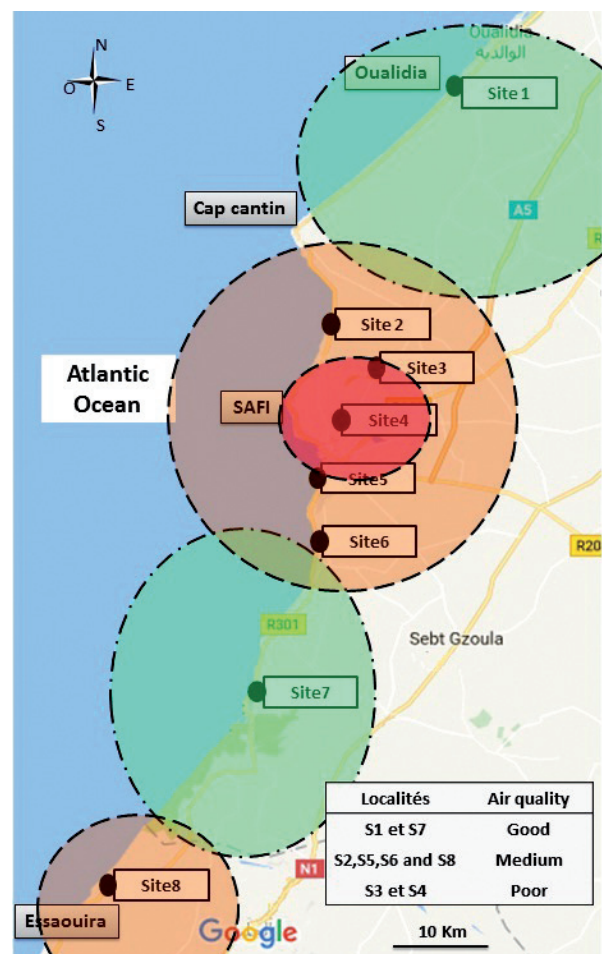 N
O
E
S
Oualidia
الوالدية
Oualidia
Site 1
Cap cantin
A5
R
Site 2
Site3
Atlantic
Ocean
SAFI
Site4
Site5
Site6
R20
R301
Sebt Gzoula
Site7
Localités Air quality
S1 et S7 Good
S2,S5,S6 and S8 Medium
S3 et S4 Poor
N1
Site8
Essaouira
Google
10 Km